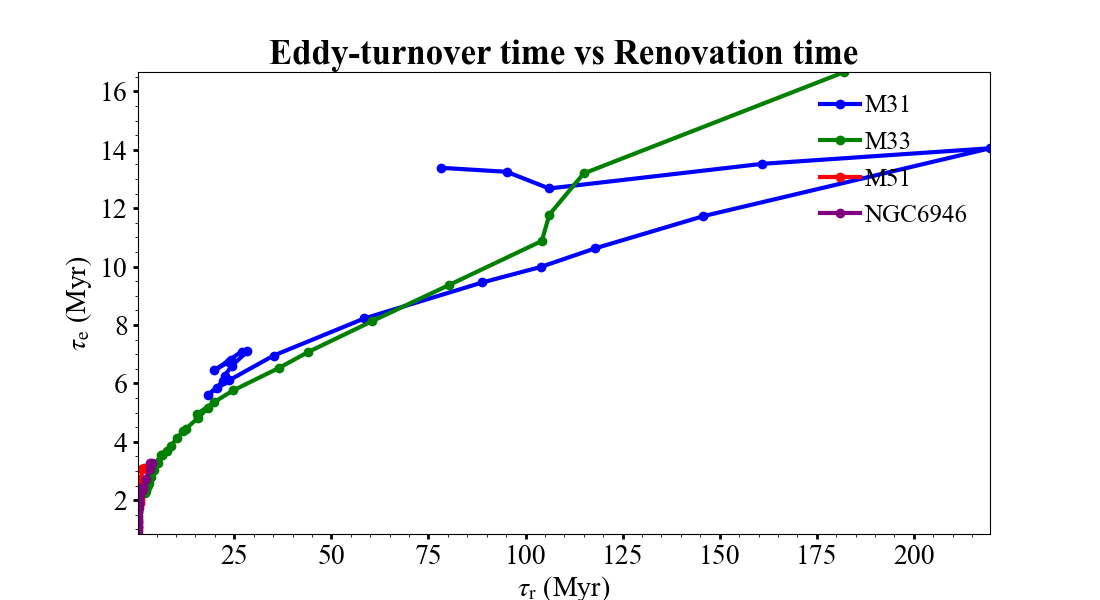 Eddy-turnover time vs Renovation time
16
14
12
10
8
6
4
2
τe (Myr)
M31
M33
M51
NGC6946
25 50 75 100 125 150 175 200
τr (Myr)